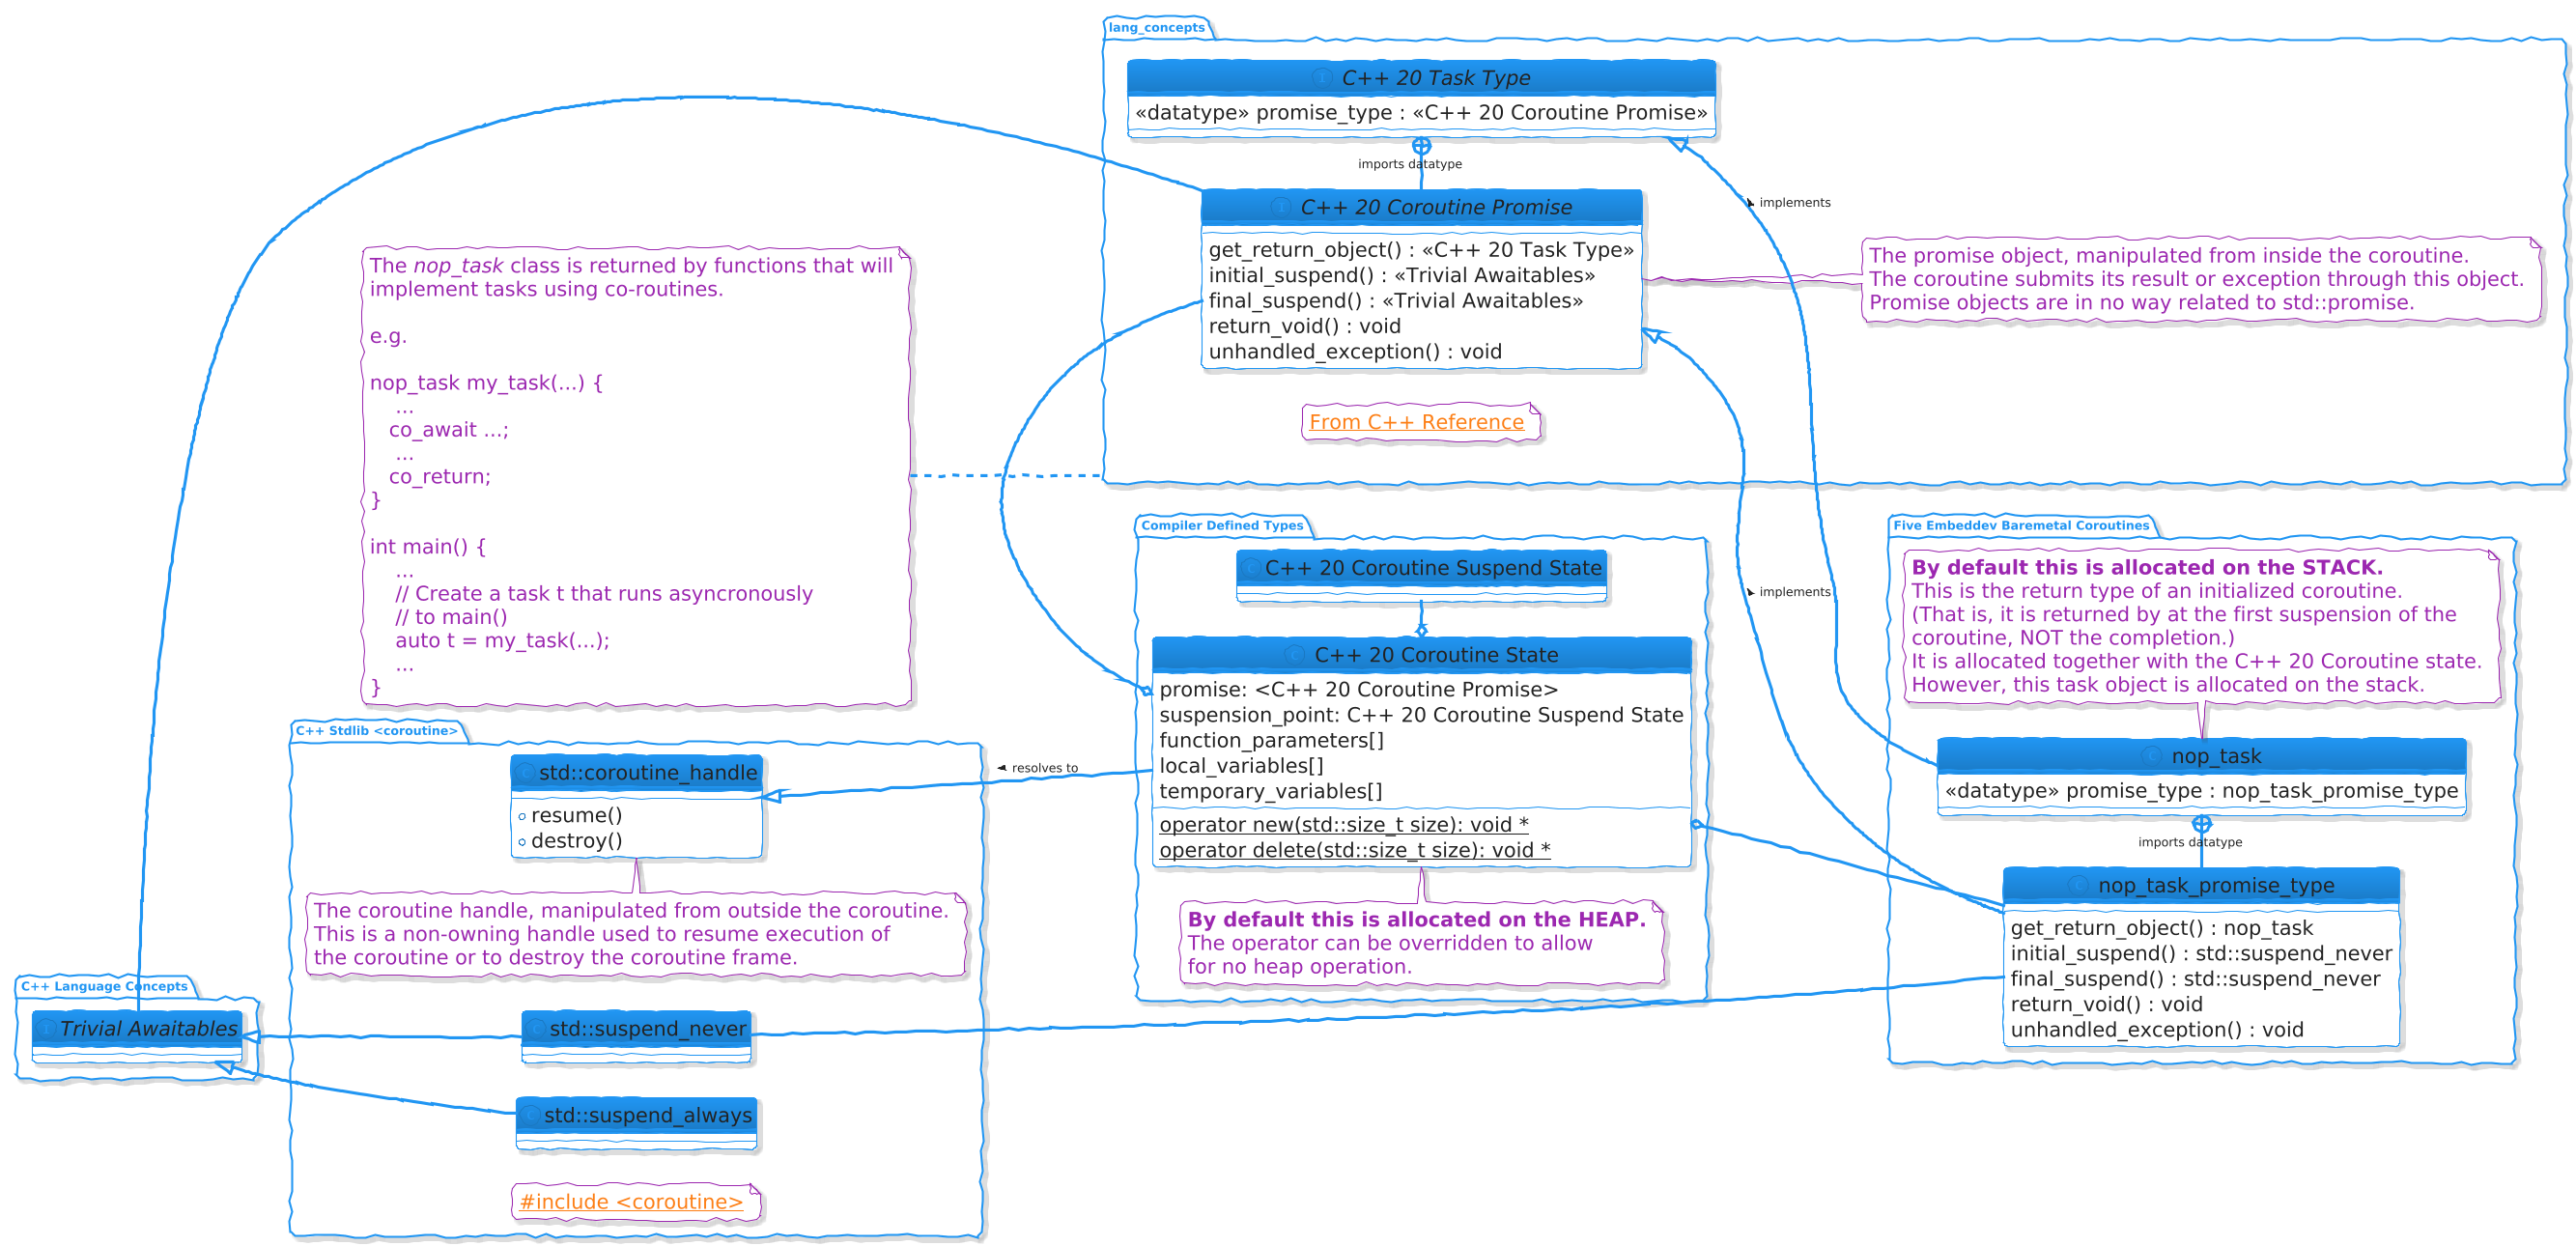 lang_concepts
C++ 20 Task Type
«datatype» promise_type : «C++ 20 Coroutine Promise»
imports datatype
C++ 20 Coroutine Promise
get_return_object() : «C++ 20 Task Type»
initial_suspend() : «Trivial Awaitables»
final_suspend() : «Trivial Awaitables»
return_void() : void
unhandled_exception() : void
From C++ Reference
implements
The promise object, manipulated from inside the coroutine.
The coroutine submits its result or exception through this object.
Promise objects are in no way related to std::promise.
The nop_task class is returned by functions that will
implement tasks using co-routines.
e.g.
nop_task my_task(...) {
...
co_await ...;
...
co_return;
}
int main() {
...
// Create a task t that runs asyncronously
// to main()
auto t = my_task(...);
...
}
Compiler Defined Types
C++ 20 Coroutine Suspend State
C++ 20 Coroutine State
promise: <C++ 20 Coroutine Promise>
suspension_point: C++ 20 Coroutine Suspend State
function_parameters[]
local_variables[]
temporary_variables[]
operator new(std::size_t size): void *
operator delete(std::size_t size): void *
By default this is allocated on the HEAP.
The operator can be overridden to allow
for no heap operation.
implements
Five Embeddev Baremetal Coroutines
By default this is allocated on the STACK.
This is the return type of an initialized coroutine.
(That is, it is returned by at the first suspension of the
coroutine, NOT the completion.)
It is allocated together with the C++ 20 Coroutine state.
However, this task object is allocated on the stack.
nop_task
«datatype» promise_type : nop_task_promise_type
imports datatype
nop_task_promise_type
get_return_object() : nop_task
initial_suspend() : std::suspend_never
final_suspend() : std::suspend_never
return_void() : void
unhandled_exception() : void
C++ Stdlib <coroutine>
std::coroutine_handle
resume()
destroy()
resolves to
The coroutine handle, manipulated from outside the coroutine.
This is a non-owning handle used to resume execution of
the coroutine or to destroy the coroutine frame.
std::suspend_never
std::suspend_always
#include <coroutine>
C++ Language Concepts
Trivial Awaitables